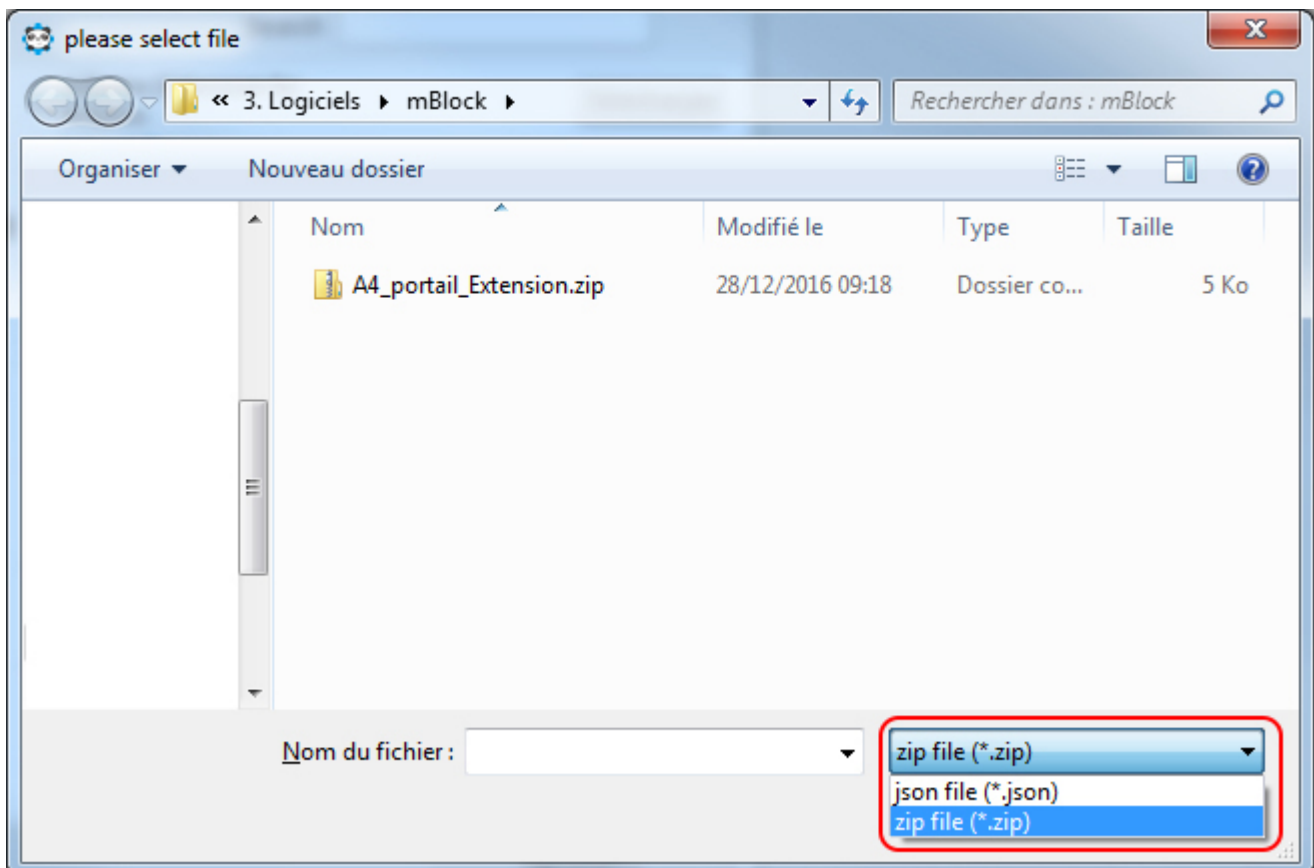 please select file
« 3. Logiciels ▸ mBlock ▸
Rechercher dans : mBlock
Organiser ▾ Nouveau dossier
Nom Modifié le Type Taille
A4_portail_Extension.zip 28/12/2016 09:18 Dossier co... 5 Ko
Nom du fichier : zip file (*.zip)
json file (*.json)
zip file (*.zip)